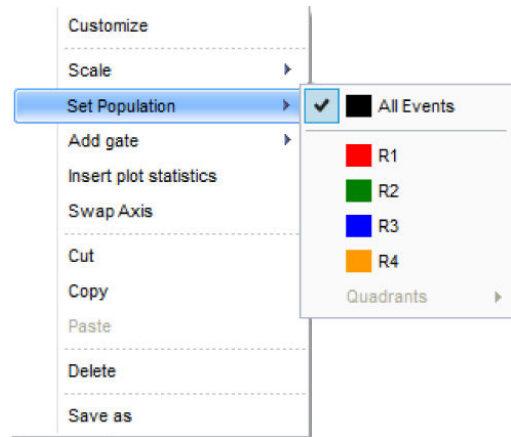 Customize
Scale
Set Population
Add gate
Insert plot statistics
Swap Axis
Cut
Copy
Paste
Delete
Save as
All Events
R1
R2
R3
R4
Quadrants